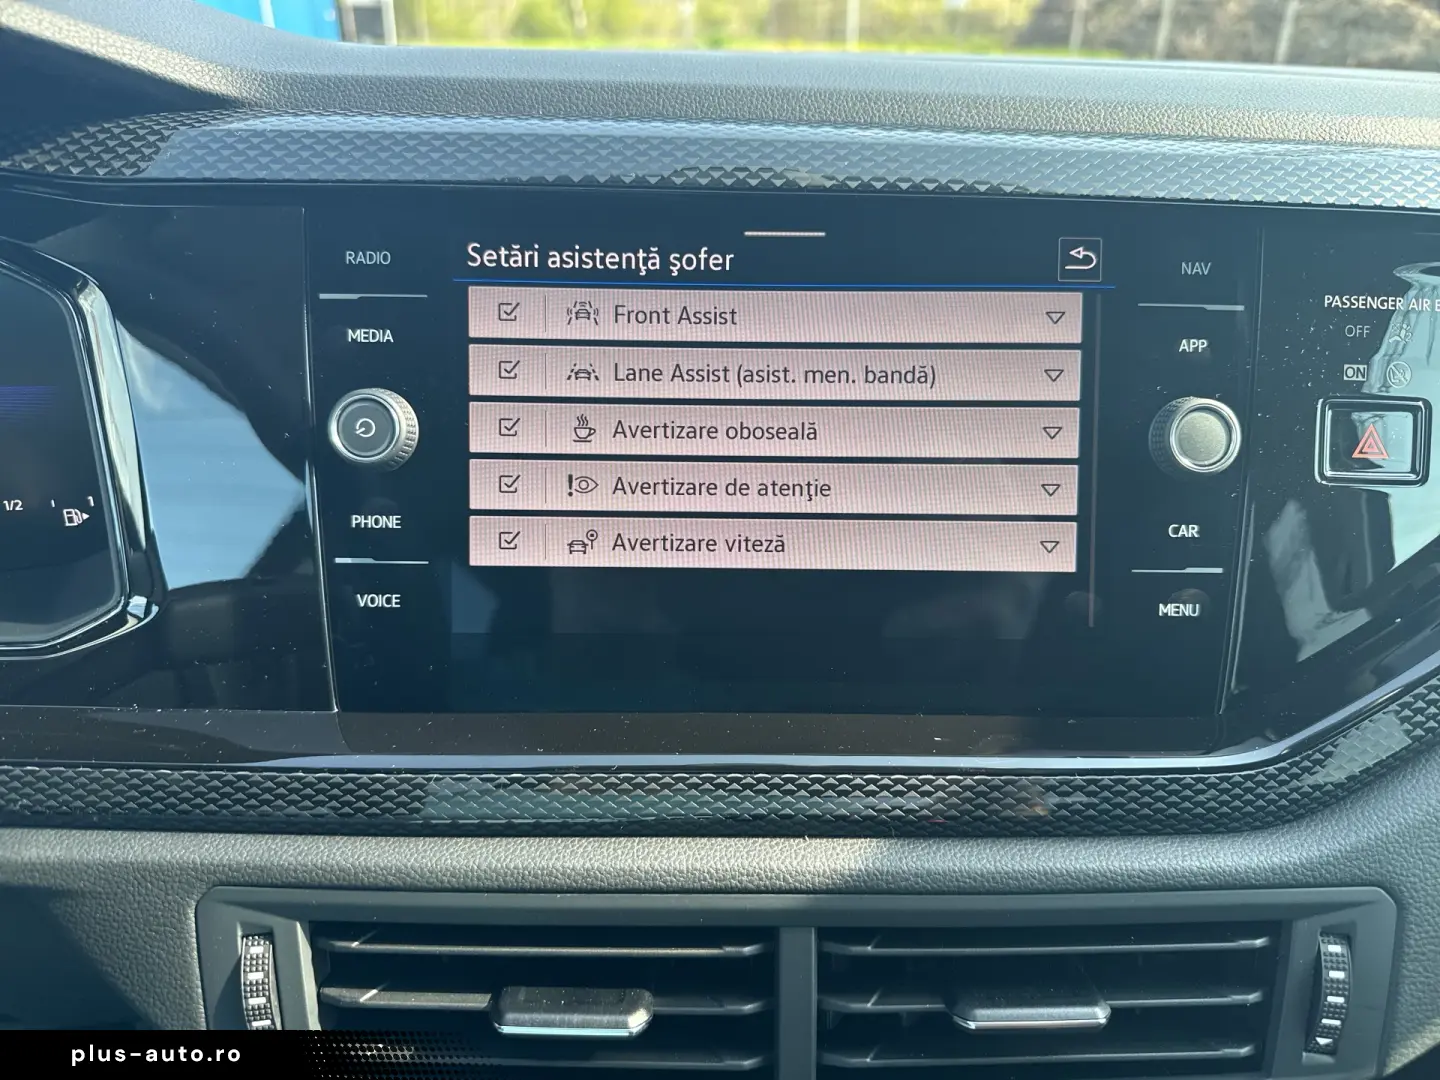 RADIO
MEDIA
PHONE
VOICE
Setări asistenţă şofer
Front Assist
Lane Assist (asist. men. bandă)
Avertizare oboseală
Avertizare de atenţie
Avertizare viteză
NAV
APP
CAR
MENU
PASSENGER AIR
OFF
ON
1/2
1
plus-auto.ro